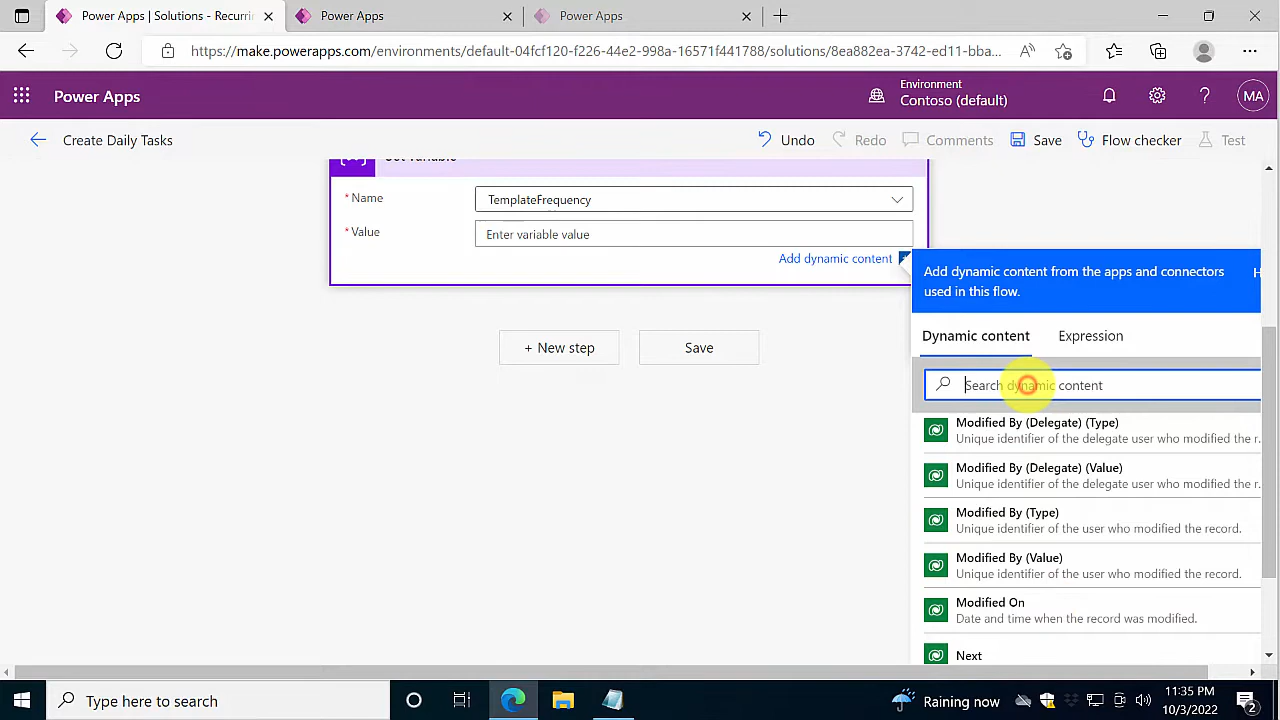 Power Apps | Solutions - Recurri
Power Apps
Power Apps
https://make.powerapps.com/environments/default-04fcf120-f226-44e2-998a-16571f441788/solutions/8ea882ea-3742-ed11-bba...
Power Apps
Environment
Contoso (default)
MA
Create Daily Tasks
Undo
Redo
Comments
Save
Flow checker
Test
Set variable
* Name
TemplateFrequency
* Value
Enter variable value
Add dynamic content
Add dynamic content from the apps and connectors
used in this flow.
H
Dynamic content
Expression
Search dynamic content
Modified By (Delegate) (Type)
Unique identifier of the delegate user who modified the r...
Modified By (Delegate) (Value)
Unique identifier of the delegate user who modified the r...
Modified By (Type)
Unique identifier of the user who modified the record.
Modified By (Value)
Unique identifier of the user who modified the record.
Modified On
Date and time when the record was modified.
Next
+ New step
Save
Type here to search
Raining now
11:35 PM
10/3/2022
2